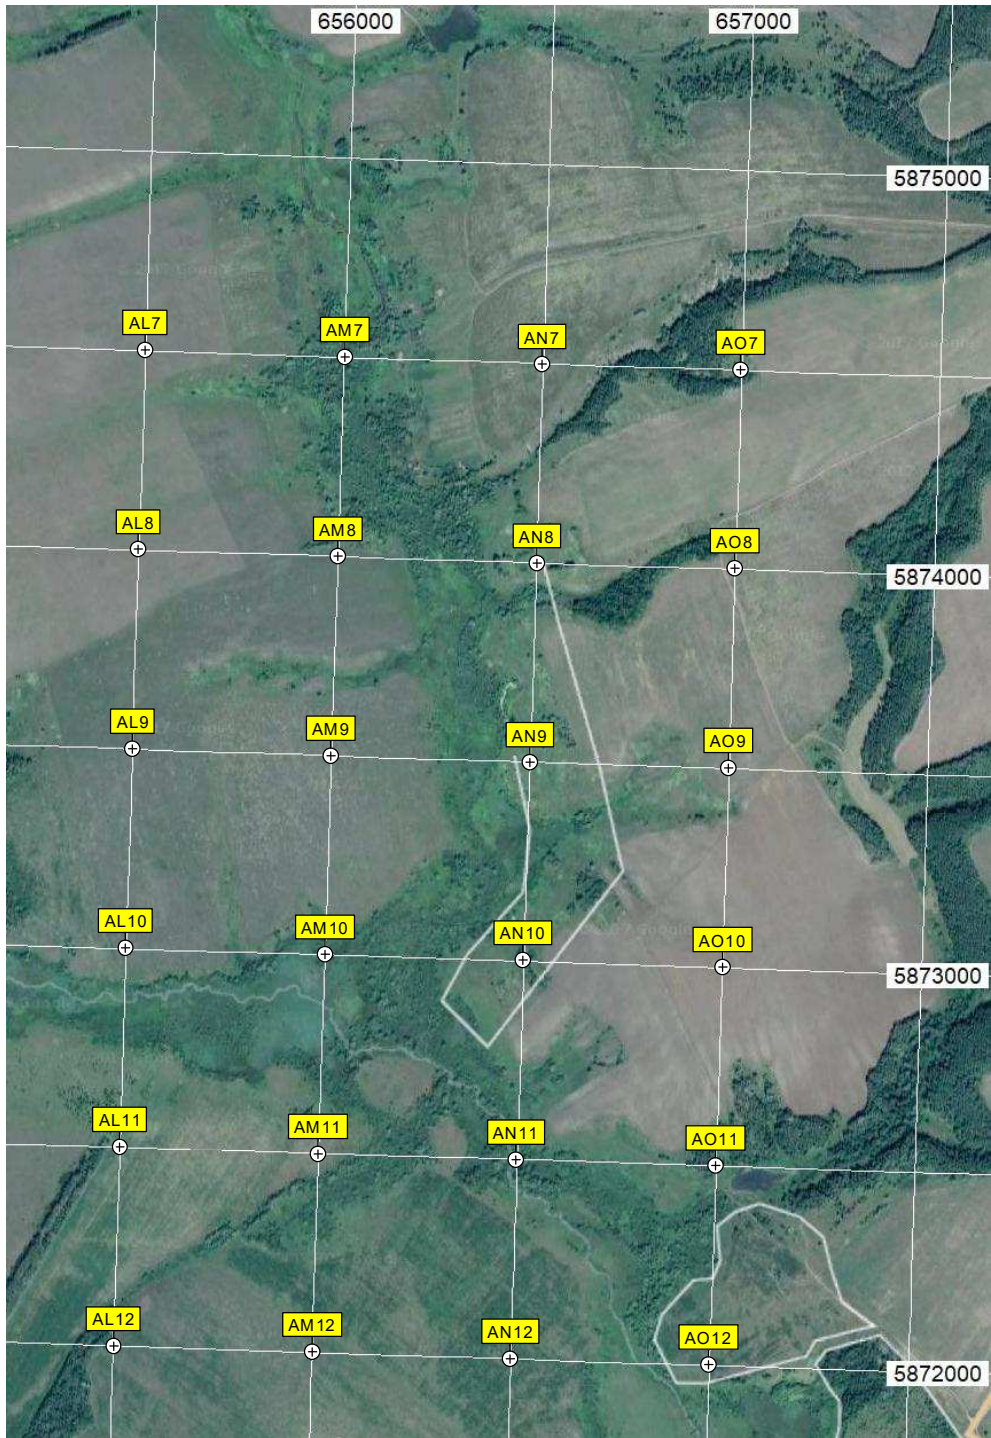 656000 657000
5875000
AL7 AM7 AN7 AO7
AL8 AM8 AN8 AO8
5874000
AL9 AM9 AN9 AO9
AL10 AM10 AN10 AO10
5873000
AL11 AM11 AN11 AO11
AL12 AM12 AN12 AO12
5872000